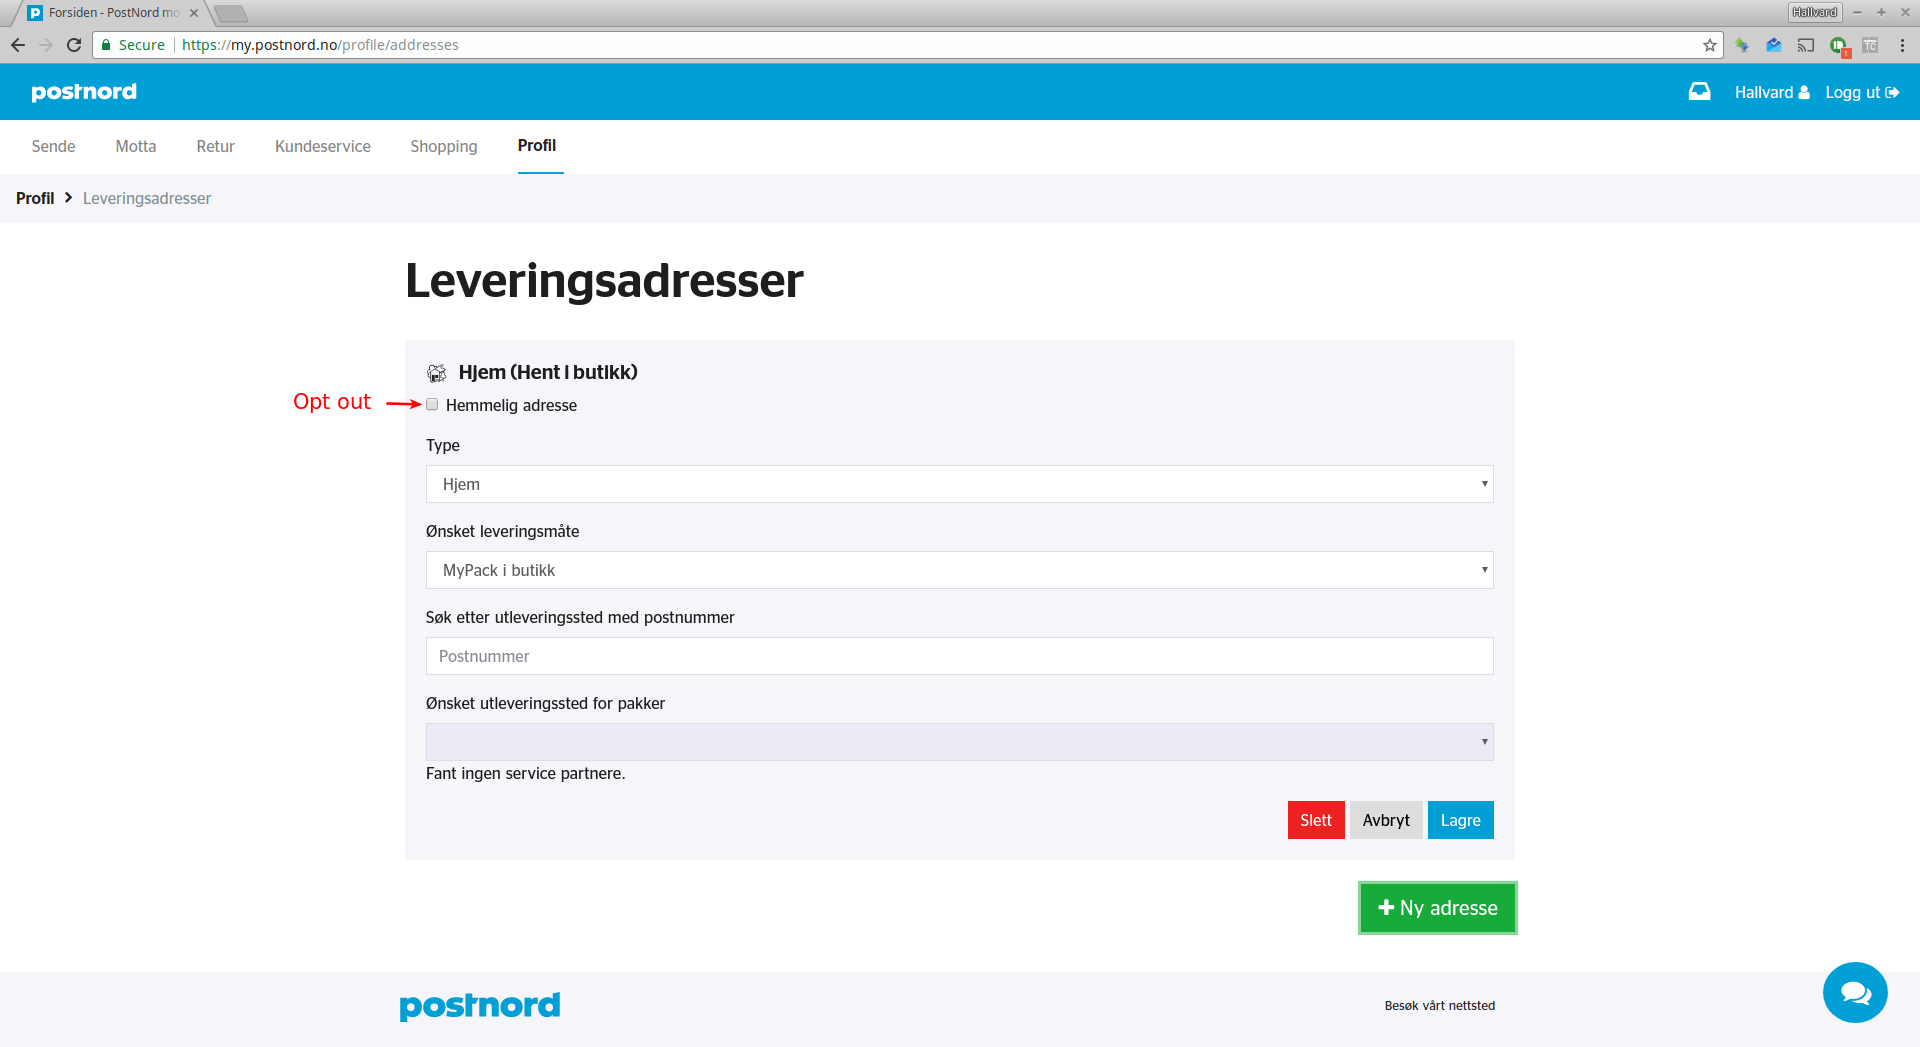 Forsiden - PostNord mo
Hallvard
Secure
https://my.postnord.no/profile/addresses
TC
1
postnord
Hallvard
Logg ut
Sende
Motta
Retur
Kundeservice
Shopping
Profil
Profil
Leveringsadresser
Leveringsadresser
Hjem (Hent i butikk)
Opt out
Hemmelig adresse
Type
Hjem
Ønsket leveringsmåte
MyPack i butikk
Søk etter utleveringssted med postnummer
Postnummer
Ønsket utleveringssted for pakker
Fant ingen service partnere.
Slett
Avbryt
Lagre
Ny adresse
postnord
Besøk vårt nettsted